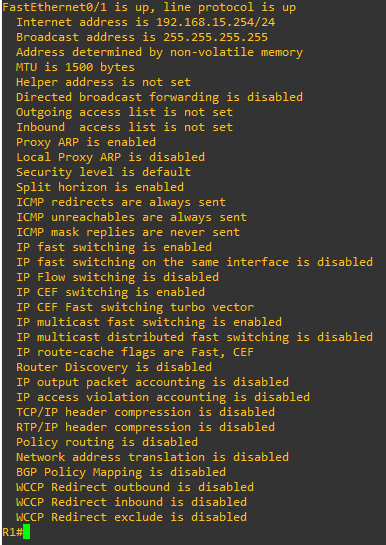 FastEthernet0/1 is up, line protocol is up
  Internet address is 192.168.15.254/24
  Broadcast address is 255.255.255.255
  Address determined by non-volatile memory
  MTU is 1500 bytes
  Helper address is not set
  Directed broadcast forwarding is disabled
  Outgoing access list is not set
  Inbound  access list is not set
  Proxy ARP is enabled
  Local Proxy ARP is disabled
  Security level is default
  Split horizon is enabled
  ICMP redirects are always sent
  ICMP unreachables are always sent
  ICMP mask replies are never sent
  IP fast switching is enabled
  IP fast switching on the same interface is disabled
  IP Flow switching is disabled
  IP CEF switching is enabled
  IP CEF Fast switching turbo vector
  IP multicast fast switching is enabled
  IP multicast distributed fast switching is disabled
  IP route-cache flags are Fast, CEF
  Router Discovery is disabled
  IP output packet accounting is disabled
  IP access violation accounting is disabled
  TCP/IP header compression is disabled
  RTP/IP header compression is disabled
  Policy routing is disabled
  Network address translation is disabled
  BGP Policy Mapping is disabled
  WCCP Redirect outbound is disabled
  WCCP Redirect inbound is disabled
  WCCP Redirect exclude is disabled
R1#